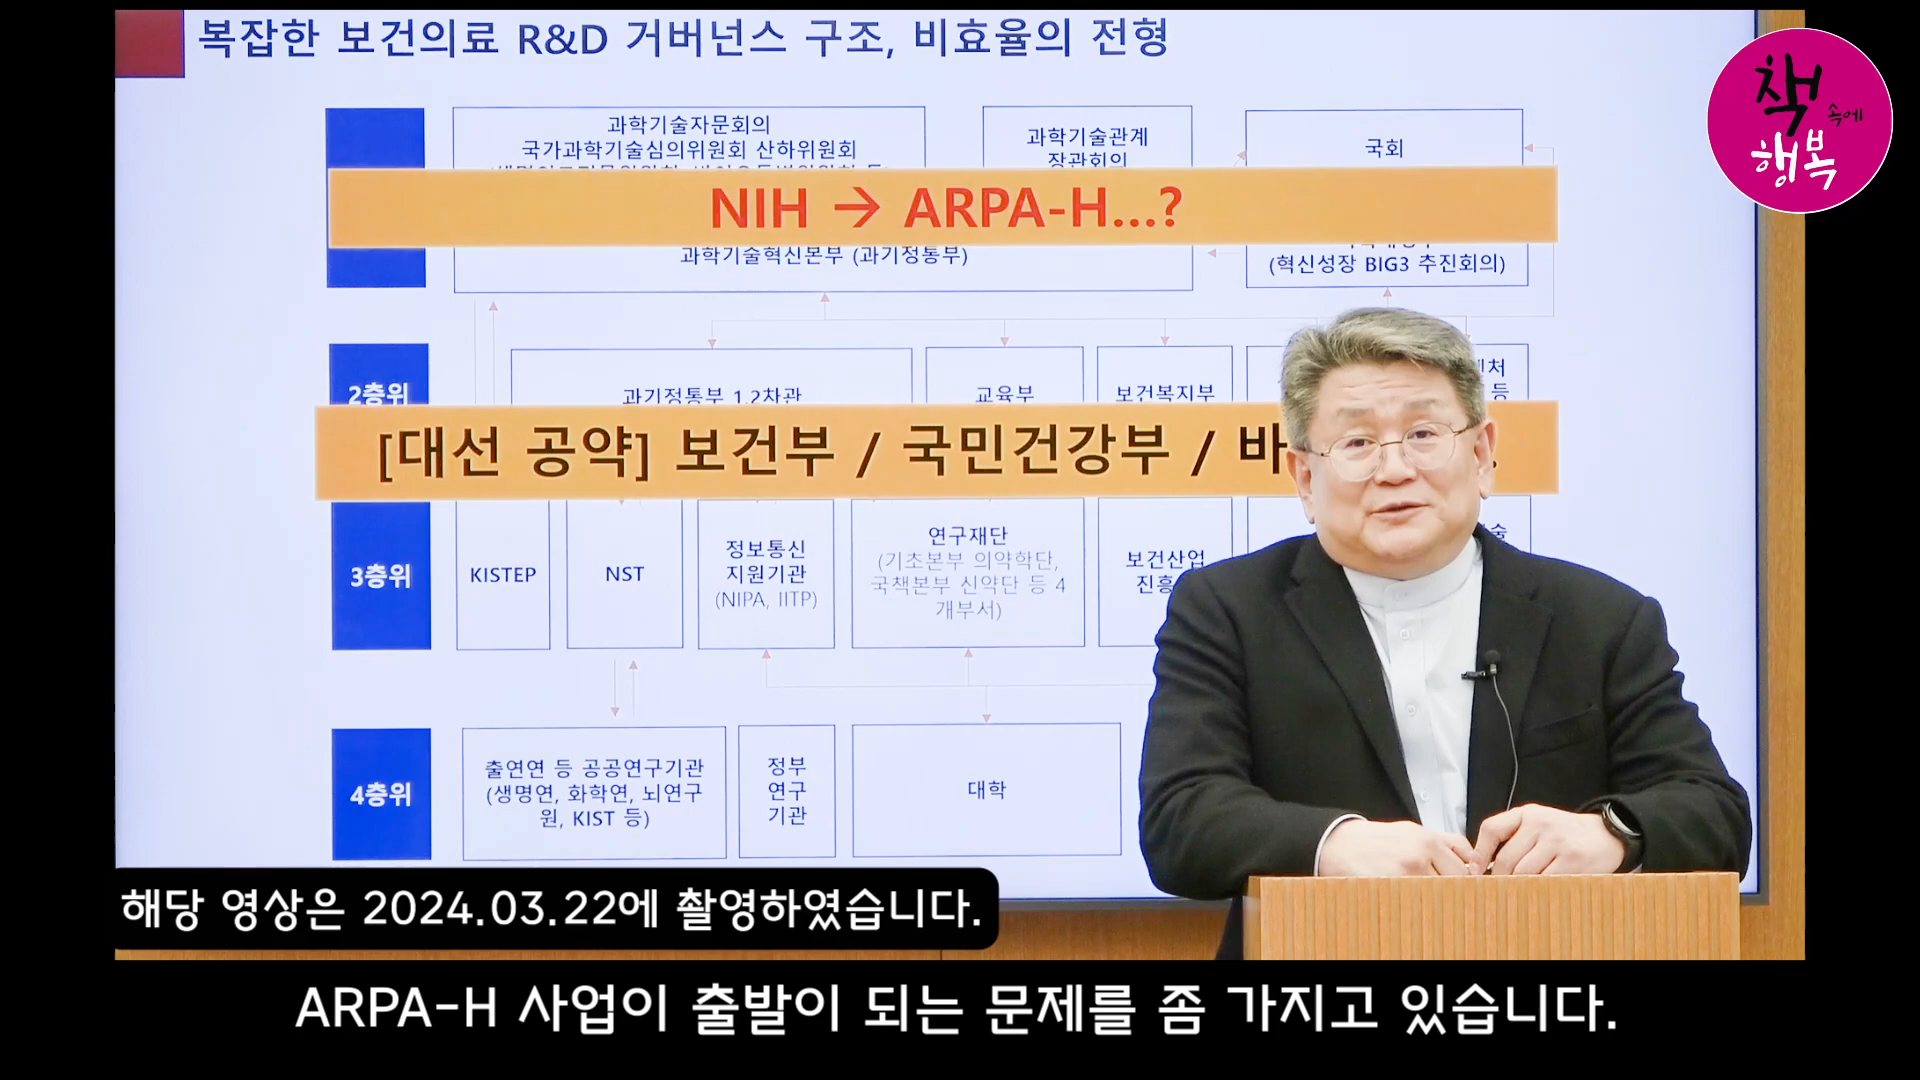 복잡한 보건의료 R&D 거버넌스 구조, 비효율의 전형
책
속에
행복
과학기술자문회의
국가과학기술심의위원회 산하위원회
과학기술관계
장관회의
국회
NIH → ARPA-H...?
과학기술혁신본부 (과기정통부)
(혁신성장 BIG3 추진회의)
2층위
과기정통부 1,2차관
교육부
보건복지부
등
[대선 공약] 보건부 / 국민건강부 / 바
3층위
KISTEP
NST
정보통신
지원기관
(NIPA, IITP)
연구재단
(기초본부 의약학단,
국책본부 신약단 등 4
개부서)
보건산업
진흥
4층위
출연연 등 공공연구기관
(생명연, 화학연, 뇌연구
원, KIST 등)
정부
연구
기관
대학
해당 영상은 2024.03.22에 촬영하였습니다.
ARPA-H 사업이 출발이 되는 문제를 좀 가지고 있습니다.